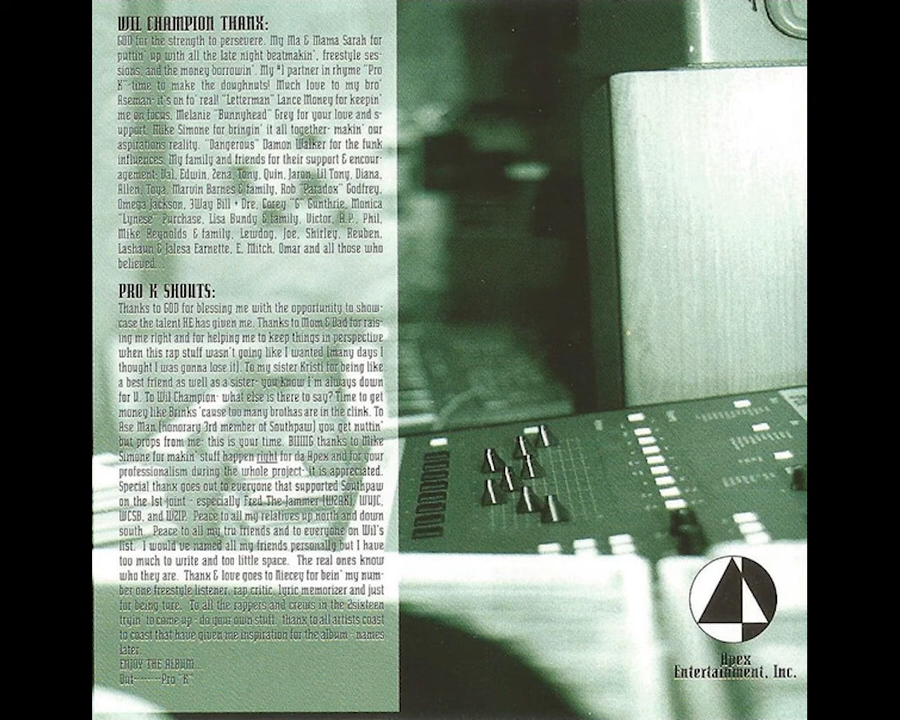 WIL CHAMPION THANX:
GOD for the strength to persevere. My Ma & Mama Sarah for
puttin' up with all the late night beatmakin', freestyle ses-
sions, and the money borrowin'. My #1 partner in rhyme "Pro
K"-time to make the doughnuts! Much love to my bro'
Aseman- it's on fo' real! "Letterman" Lance Money for keepin'
me on focus. Melanie "Bunnyhead" Grey for your love and s-
upport. Mike Simone for bringin' it all together- makin' our
aspirations reality. "Dangerous" Damon Walker for the funk
influences. My family and friends for their support & encour-
agement: Val, Edwin, Zena, Tony, Quin, Jaron, Lil Tony, Diana,
Allen, Toya, Marvin Barnes & family, Rob "Paradox" Godfrey,
Omega Jackson, 3Way Bill + Dre, Corey "G" Gunthrie, Monica
"Lynese" Purchase, Lisa Bundy & family, Victor, A.P., Phil,
Mike Reynolds & family, Lewdog, Joe, Shirley, Reuben,
Lashaun & Jalesa Earnette, E. Mitch, Omar and all those who
believed...
PRO K SHOUTS:
Thanks to GOD for blessing me with the opportunity to show-
case the talent HE has given me. Thanks to Mom & Dad for rais-
ing me right and for helping me to keep things in perspective
when this rap stuff wasn't going like I wanted (many days I
thought I was gonna lose it). To my sister Kristi for being like
a best friend as well as a sister- you know I'm always down
for U. To Wil Champion- what else is there to say? Time to get
money like Brinks 'cause too many brothas are in the clink. To
Ase Man (honorary 3rd member of Southpaw) you get nuttin'
but props from me- this is your time. BIIIIIG thanks to Mike
Simone for makin' stuff happen right for da Apex and for your
professionalism during the whole project- it is appreciated.
Special thanx goes out to everyone that supported Southpaw
on the 1st joint - especially Fred The Jammer (WZAK), WUJC,
WCSB, and WZIP. Peace to all my relatives up north and down
south. Peace to all my tru friends and to everyone on Wil's
list. I would've named all my friends personally but I have
too much to write and too little space. The real ones know
who they are. Thanx & love goes to Niecey for bein' my num-
ber one freestyle listener, rap critic, lyric memorizer and just
for being ture. To all the rappers and crews in the 2sixteen
tryin' to come up - do your own stuff. thanx to all artists coast
to coast that have given me inspiration for the album - names
later.
ENJOY THE ALBUM...
Out--------Pro "K"
Apex
Entertainment, Inc.